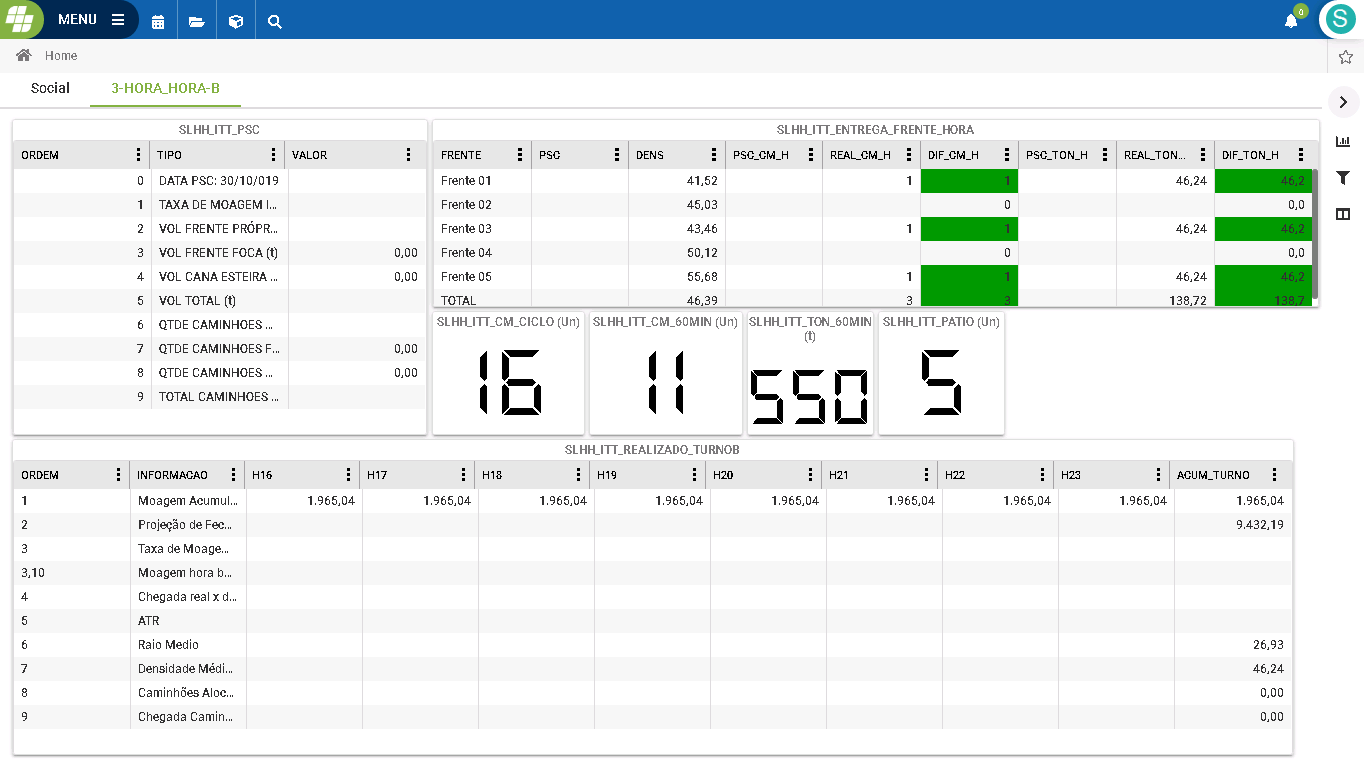 MENU
0
S
Home
Social 3-HORA_HORA-B
SLHH_ITT_PSC
ORDEM TIPO VALOR
0 DATA PSC: 30/10/019
1 TAXA DE MOAGEM I...
2 VOL FRENTE PRÓPR...
3 VOL FRENTE FOCA (t) 0,00
4 VOL CANA ESTEIRA ... 0,00
5 VOL TOTAL (t)
6 QTDE CAMINHOES ...
7 QTDE CAMINHOES F... 0,00
8 QTDE CAMINHOES ... 0,00
9 TOTAL CAMINHOES ...
SLHH_ITT_ENTREGA_FRENTE_HORA
FRENTE PSC DENS PSC_CM_H REAL_CM_H DIF_CM_H PSC_TON_H REAL_TON... DIF_TON_H
Frente 01 41,52 1 1 46,24 46,2
Frente 02 45,03 0 0,0
Frente 03 43,46 1 1 46,24 46,2
Frente 04 50,12 0 0,0
Frente 05 55,68 1 1 46,24 46,2
TOTAL 46,39 3 3 138,72 138,7
SLHH_ITT_CM_CICLO (Un)
16
SLHH_ITT_CM_60MIN (Un)
11
SLHH_ITT_TON_60MIN
(t)
550
SLHH_ITT_PATIO (Un)
5
SLHH_ITT_REALIZADO_TURNOB
ORDEM INFORMACAO H16 H17 H18 H19 H20 H21 H22 H23 ACUM_TURNO
1 Moagem Acumul... 1.965,04 1.965,04 1.965,04 1.965,04 1.965,04 1.965,04 1.965,04 1.965,04 1.965,04
2 Projeção de Fec... 9.432,19
3 Taxa de Moage...
3,10 Moagem hora b...
4 Chegada real x d...
5 ATR
6 Raio Medio 26,93
7 Densidade Médi... 46,24
8 Caminhões Aloc... 0,00
9 Chegada Camin... 0,00